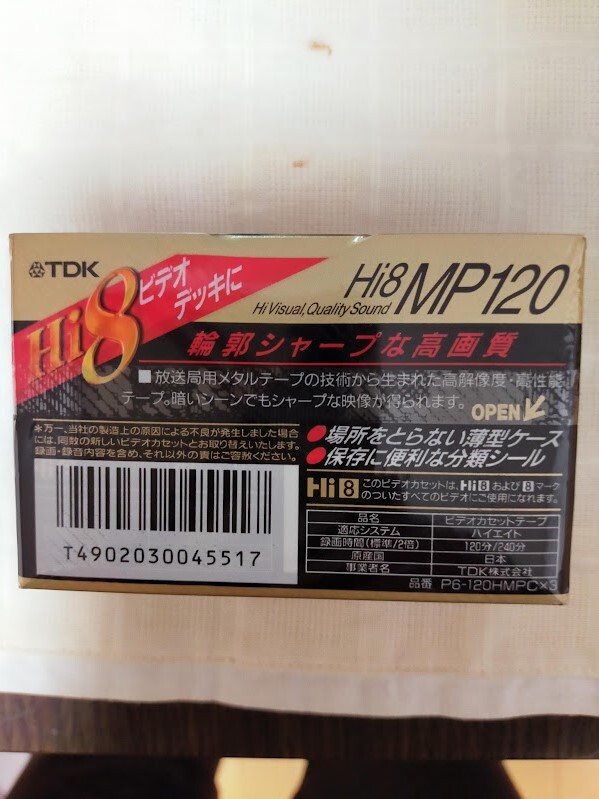 TDK
Hi8
ビデオ
デッキに
Hi8 MP120
Hi Visual, Quality Sound
輪郭シャープな高画質
■放送局用メタルテープの技術から生まれた高解像度・高性能
テープ。暗いシーンでもシャープな映像が得られます。
OPEN
*万一、当社の製造上の原因による不良が発生しました場合
には、同数の新しいビデオカセットとお取り替えいたします。
録画・録音内容を含め、それ以外の責はご容赦ください。
●場所をとらない薄型ケース
●保存に便利な分類シール
Hi8 このビデオカセットは、Hi8 および 8 マーク
のついたすべてのビデオにご使用になれます。
品名 ビデオカセットテープ
適応システム ハイエイト
録画時間(標準/2倍) 120分/240分
原産国 日本
事業者名 TDK株式会社
品番 P6-120HMPC×3
T4902030045517